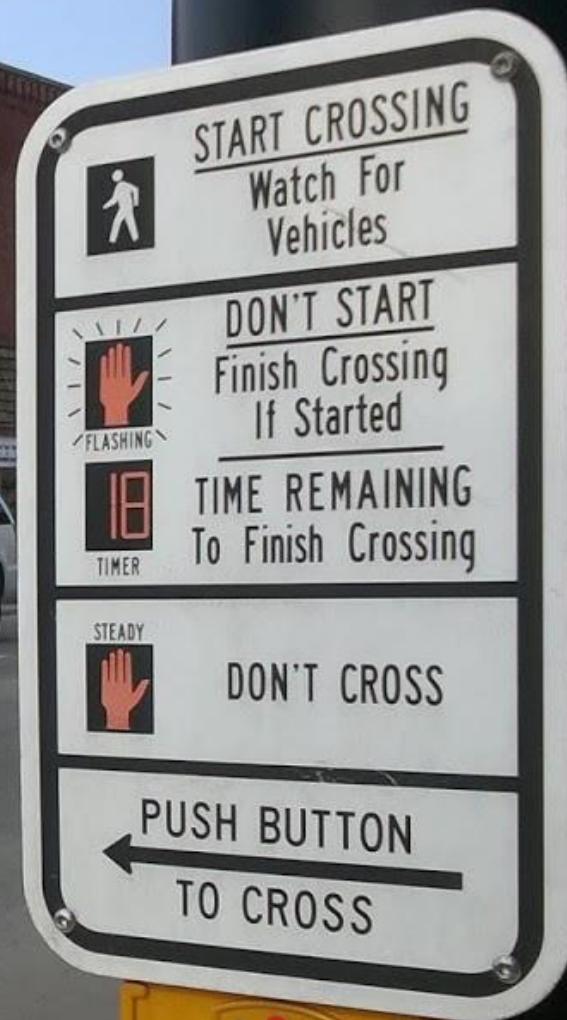 START CROSSING
Watch For
Vehicles
DON'T START
Finish Crossing
If Started
FLASHING
18
TIME REMAINING
To Finish Crossing
TIMER
STEADY
DON'T CROSS
PUSH BUTTON
TO CROSS